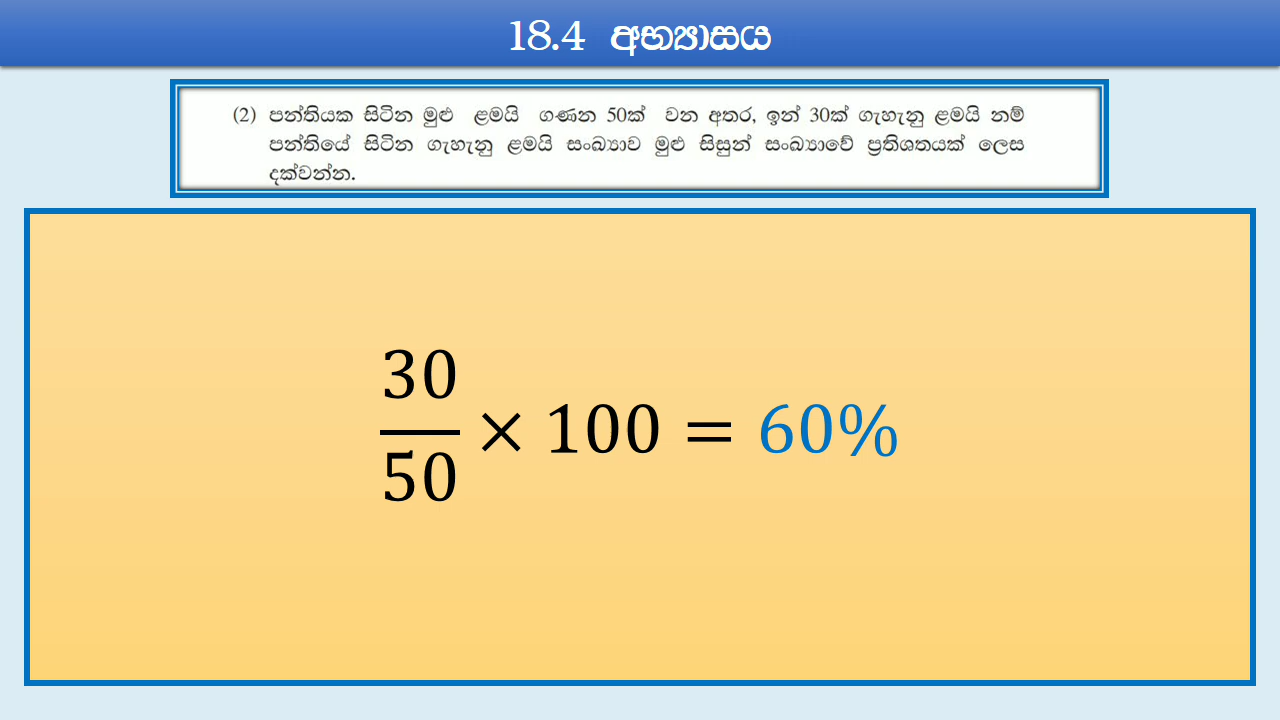 18.4 අභ්‍යාසය
(2) පන්තියක සිටින මුළු ළමයි ගණන 50ක් වන අතර, ඉන් 30ක් ගැහැනු ළමයි නම්
පන්තියේ සිටින ගැහැනු ළමයි සංඛ්‍යාව මුළු සිසුන් සංඛ්‍යාවේ ප්‍රතිශතයක් ලෙස
දක්වන්න.
30
50
× 100 = 60%